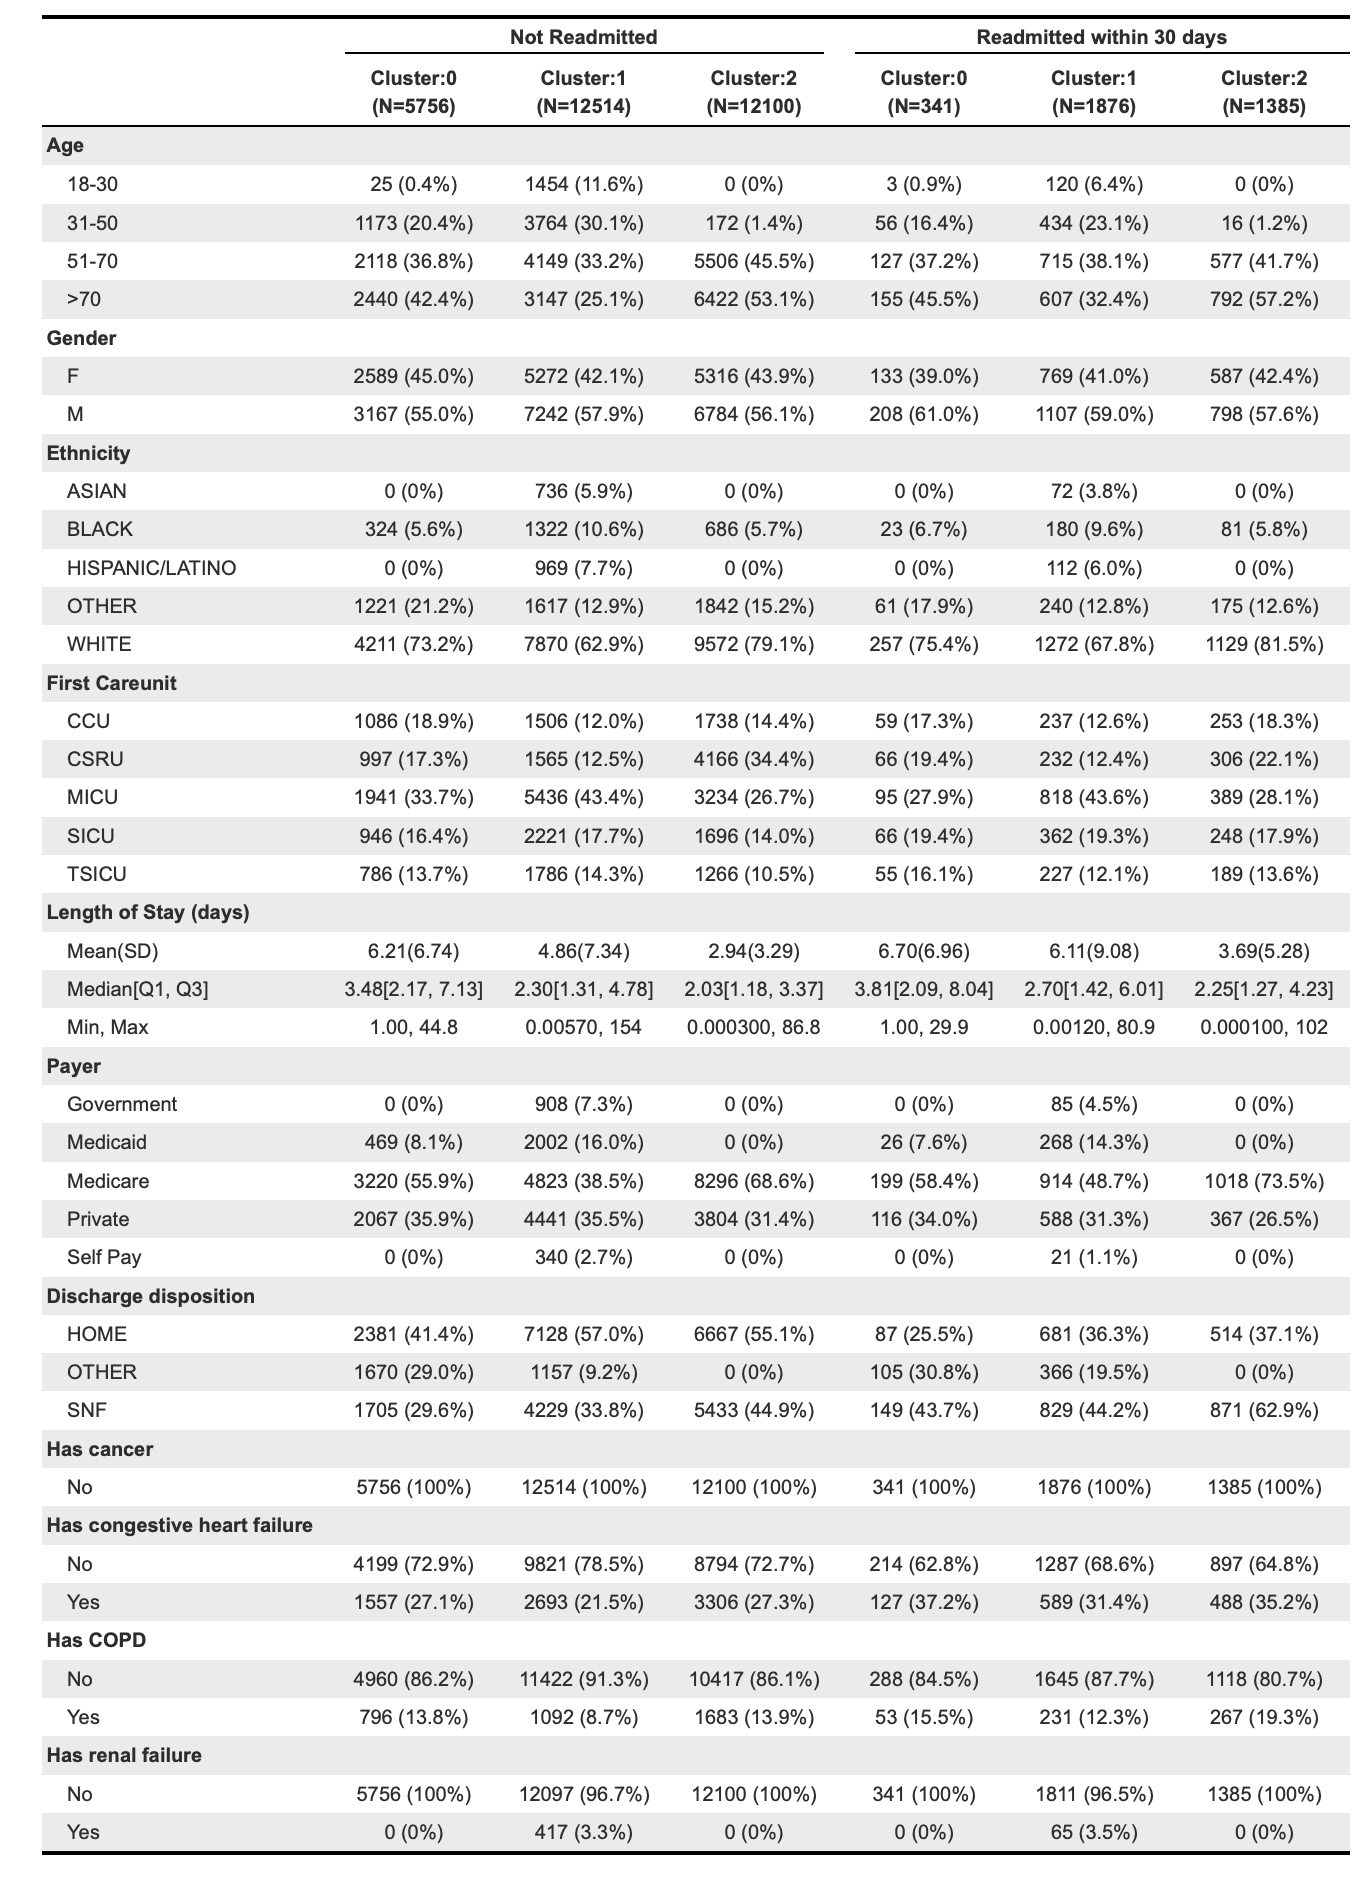 Not Readmitted Readmitted within 30 days
Cluster:0 Cluster:1 Cluster:2 Cluster:0 Cluster:1 Cluster:2
(N=5756) (N=12514) (N=12100) (N=341) (N=1876) (N=1385)
Age
18-30 25 (0.4%) 1454 (11.6%) 0 (0%) 3 (0.9%) 120 (6.4%) 0 (0%)
31-50 1173 (20.4%) 3764 (30.1%) 172 (1.4%) 56 (16.4%) 434 (23.1%) 16 (1.2%)
51-70 2118 (36.8%) 4149 (33.2%) 5506 (45.5%) 127 (37.2%) 715 (38.1%) 577 (41.7%)
>70 2440 (42.4%) 3147 (25.1%) 6422 (53.1%) 155 (45.5%) 607 (32.4%) 792 (57.2%)
Gender
F 2589 (45.0%) 5272 (42.1%) 5316 (43.9%) 133 (39.0%) 769 (41.0%) 587 (42.4%)
M 3167 (55.0%) 7242 (57.9%) 6784 (56.1%) 208 (61.0%) 1107 (59.0%) 798 (57.6%)
Ethnicity
ASIAN 0 (0%) 736 (5.9%) 0 (0%) 0 (0%) 72 (3.8%) 0 (0%)
BLACK 324 (5.6%) 1322 (10.6%) 686 (5.7%) 23 (6.7%) 180 (9.6%) 81 (5.8%)
HISPANIC/LATINO 0 (0%) 969 (7.7%) 0 (0%) 0 (0%) 112 (6.0%) 0 (0%)
OTHER 1221 (21.2%) 1617 (12.9%) 1842 (15.2%) 61 (17.9%) 240 (12.8%) 175 (12.6%)
WHITE 4211 (73.2%) 7870 (62.9%) 9572 (79.1%) 257 (75.4%) 1272 (67.8%) 1129 (81.5%)
First Careunit
CCU 1086 (18.9%) 1506 (12.0%) 1738 (14.4%) 59 (17.3%) 237 (12.6%) 253 (18.3%)
CSRU 997 (17.3%) 1565 (12.5%) 4166 (34.4%) 66 (19.4%) 232 (12.4%) 306 (22.1%)
MICU 1941 (33.7%) 5436 (43.4%) 3234 (26.7%) 95 (27.9%) 818 (43.6%) 389 (28.1%)
SICU 946 (16.4%) 2221 (17.7%) 1696 (14.0%) 66 (19.4%) 362 (19.3%) 248 (17.9%)
TSICU 786 (13.7%) 1786 (14.3%) 1266 (10.5%) 55 (16.1%) 227 (12.1%) 189 (13.6%)
Length of Stay (days)
Mean(SD) 6.21(6.74) 4.86(7.34) 2.94(3.29) 6.70(6.96) 6.11(9.08) 3.69(5.28)
Median[Q1, Q3] 3.48[2.17, 7.13] 2.30[1.31, 4.78] 2.03[1.18, 3.37] 3.81[2.09, 8.04] 2.70[1.42, 6.01] 2.25[1.27, 4.23]
Min, Max 1.00, 44.8 0.00570, 154 0.000300, 86.8 1.00, 29.9 0.00120, 80.9 0.000100, 102
Payer
Government 0 (0%) 908 (7.3%) 0 (0%) 0 (0%) 85 (4.5%) 0 (0%)
Medicaid 469 (8.1%) 2002 (16.0%) 0 (0%) 26 (7.6%) 268 (14.3%) 0 (0%)
Medicare 3220 (55.9%) 4823 (38.5%) 8296 (68.6%) 199 (58.4%) 914 (48.7%) 1018 (73.5%)
Private 2067 (35.9%) 4441 (35.5%) 3804 (31.4%) 116 (34.0%) 588 (31.3%) 367 (26.5%)
Self Pay 0 (0%) 340 (2.7%) 0 (0%) 0 (0%) 21 (1.1%) 0 (0%)
Discharge disposition
HOME 2381 (41.4%) 7128 (57.0%) 6667 (55.1%) 87 (25.5%) 681 (36.3%) 514 (37.1%)
OTHER 1670 (29.0%) 1157 (9.2%) 0 (0%) 105 (30.8%) 366 (19.5%) 0 (0%)
SNF 1705 (29.6%) 4229 (33.8%) 5433 (44.9%) 149 (43.7%) 829 (44.2%) 871 (62.9%)
Has cancer
No 5756 (100%) 12514 (100%) 12100 (100%) 341 (100%) 1876 (100%) 1385 (100%)
Has congestive heart failure
No 4199 (72.9%) 9821 (78.5%) 8794 (72.7%) 214 (62.8%) 1287 (68.6%) 897 (64.8%)
Yes 1557 (27.1%) 2693 (21.5%) 3306 (27.3%) 127 (37.2%) 589 (31.4%) 488 (35.2%)
Has COPD
No 4960 (86.2%) 11422 (91.3%) 10417 (86.1%) 288 (84.5%) 1645 (87.7%) 1118 (80.7%)
Yes 796 (13.8%) 1092 (8.7%) 1683 (13.9%) 53 (15.5%) 231 (12.3%) 267 (19.3%)
Has renal failure
No 5756 (100%) 12097 (96.7%) 12100 (100%) 341 (100%) 1811 (96.5%) 1385 (100%)
Yes 0 (0%) 417 (3.3%) 0 (0%) 0 (0%) 65 (3.5%) 0 (0%)